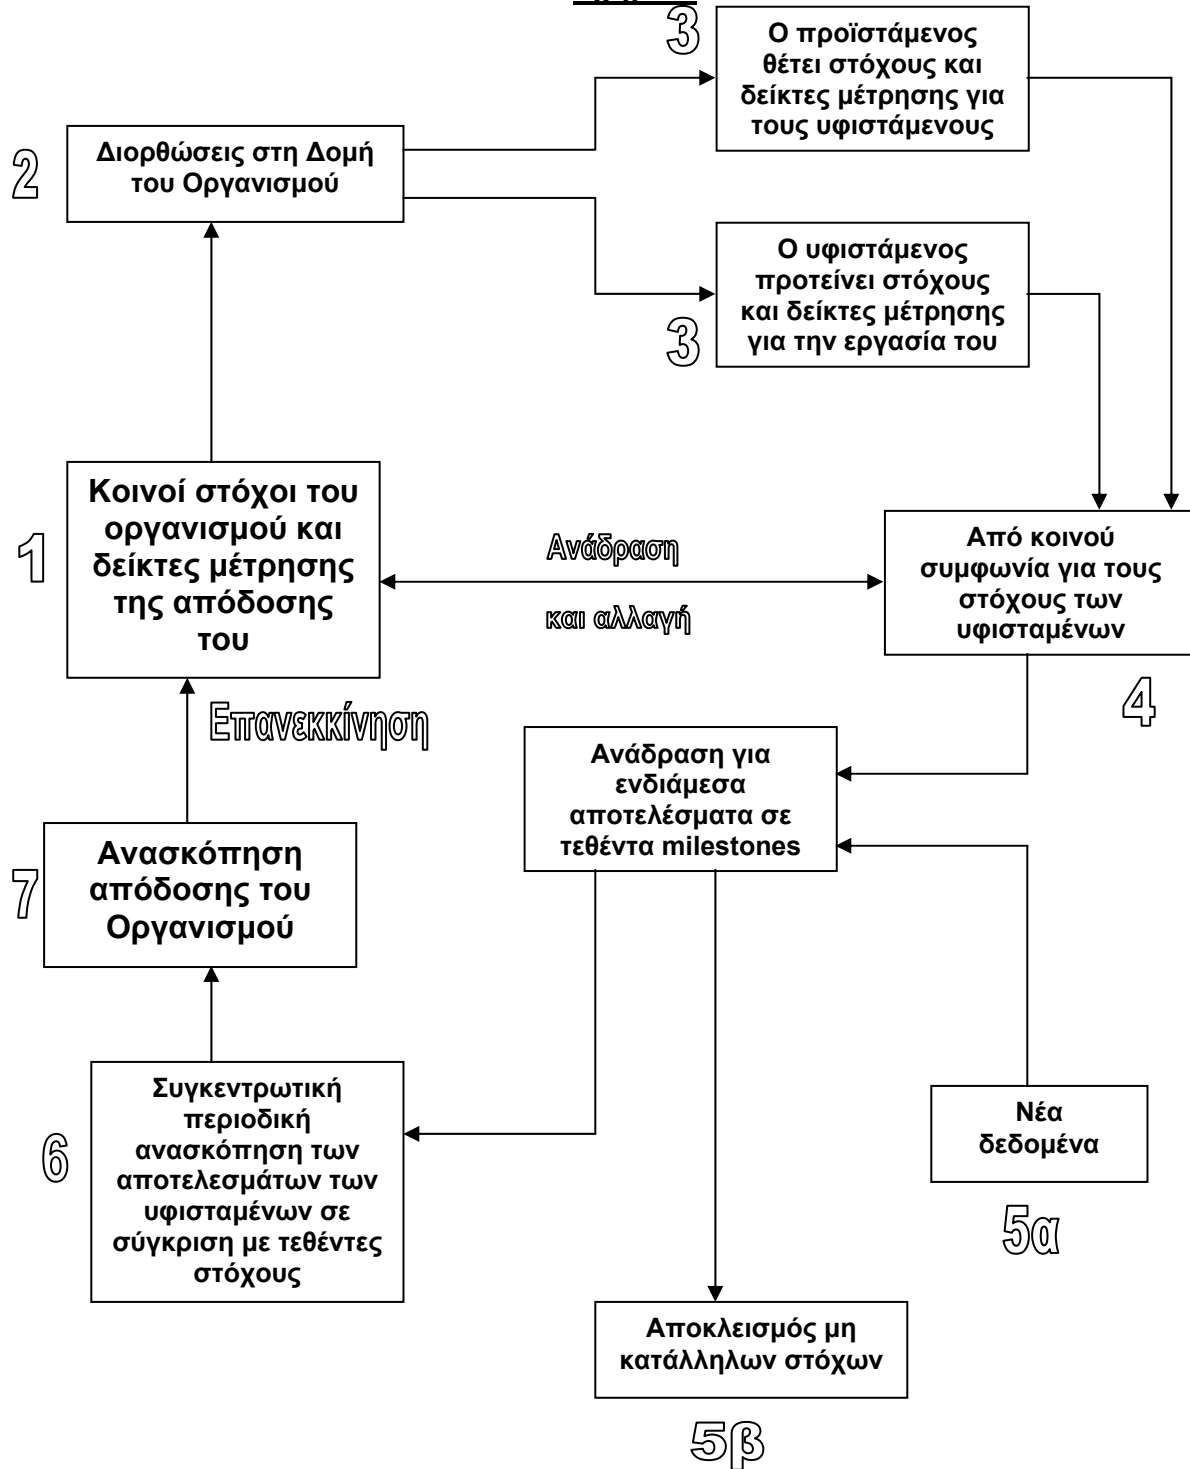 3
Ο προϊστάμενος
θέτει στόχους και
δείκτες μέτρησης για
τους υφιστάμενους
2
Διορθώσεις στη Δομή
του Οργανισμού
Ο υφιστάμενος
προτείνει στόχους
και δείκτες μέτρησης
για την εργασία του
3
1
Κοινοί στόχοι του
οργανισμού και
δείκτες μέτρησης
της απόδοσης
του
Ανάδραση
και αλλαγή
Από κοινού
συμφωνία για τους
στόχους των
υφισταμένων
4
Επανεκκίνηση
Ανάδραση για
ενδιάμεσα
αποτελέσματα σε
τεθέντα milestones
7
Ανασκόπηση
απόδοσης του
Οργανισμού
6
Συγκεντρωτική
περιοδική
ανασκόπηση των
αποτελεσμάτων των
υφισταμένων σε
σύγκριση με τεθέντες
στόχους
Νέα
δεδομένα
5α
Αποκλεισμός μη
κατάλληλων στόχων
5β